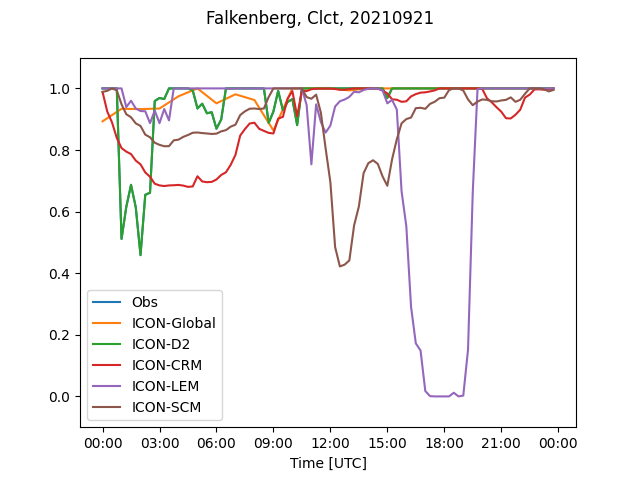 Falkenberg, Clct, 20210921
1.0
0.8
0.6
0.4
0.2
0.0
Obs
ICON-Global
ICON-D2
ICON-CRM
ICON-LEM
ICON-SCM
00:00 03:00 06:00 09:00 12:00 15:00 18:00 21:00 00:00
Time [UTC]